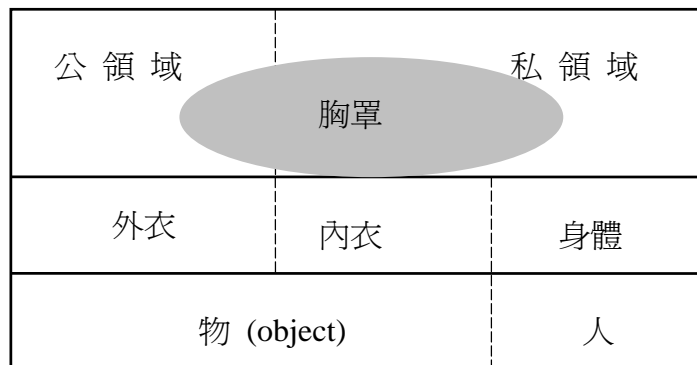 公 領 域 私 領 域
胸罩
外衣 內衣 身體
物 (object) 人